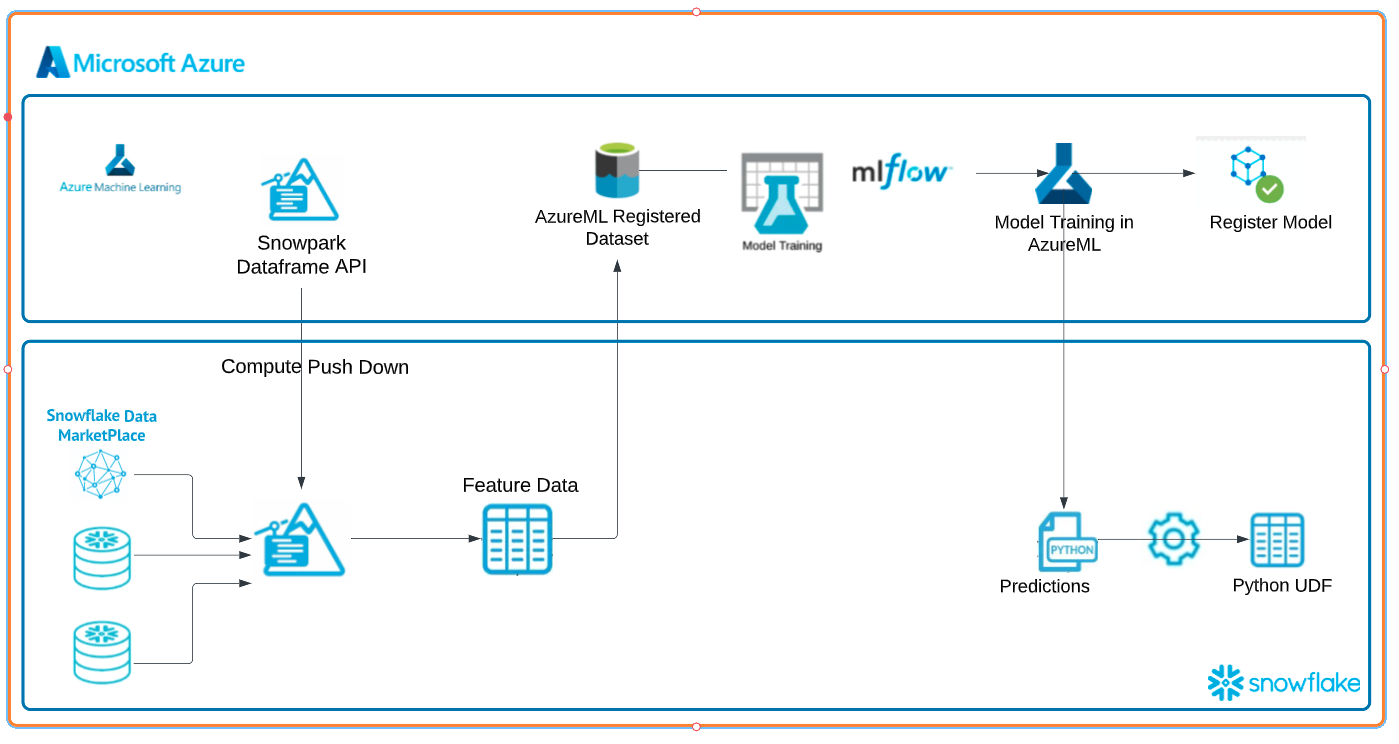 Microsoft Azure
Azure Machine Learning
Snowpark
Dataframe API
AzureML Registered
Dataset
Model Training
mlflow
Model Training in
AzureML
Register Model
Compute Push Down
Snowflake Data
MarketPlace
Feature Data
PYTHON
Predictions
Python UDF
snowflake